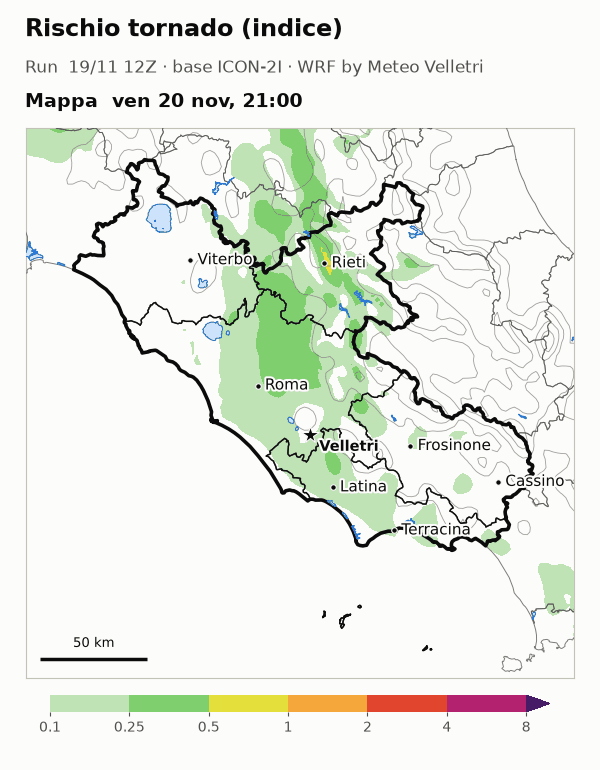 Rischio tornado (indice)
Run  19/11 12Z · base ICON-2I · WRF by Meteo Velletri
Mappa  ven 20 nov, 21:00
Viterbo
Rieti
Roma
Velletri
Frosinone
Latina
Cassino
Terracina
50 km
0.1 0.25 0.5 1 2 4 8